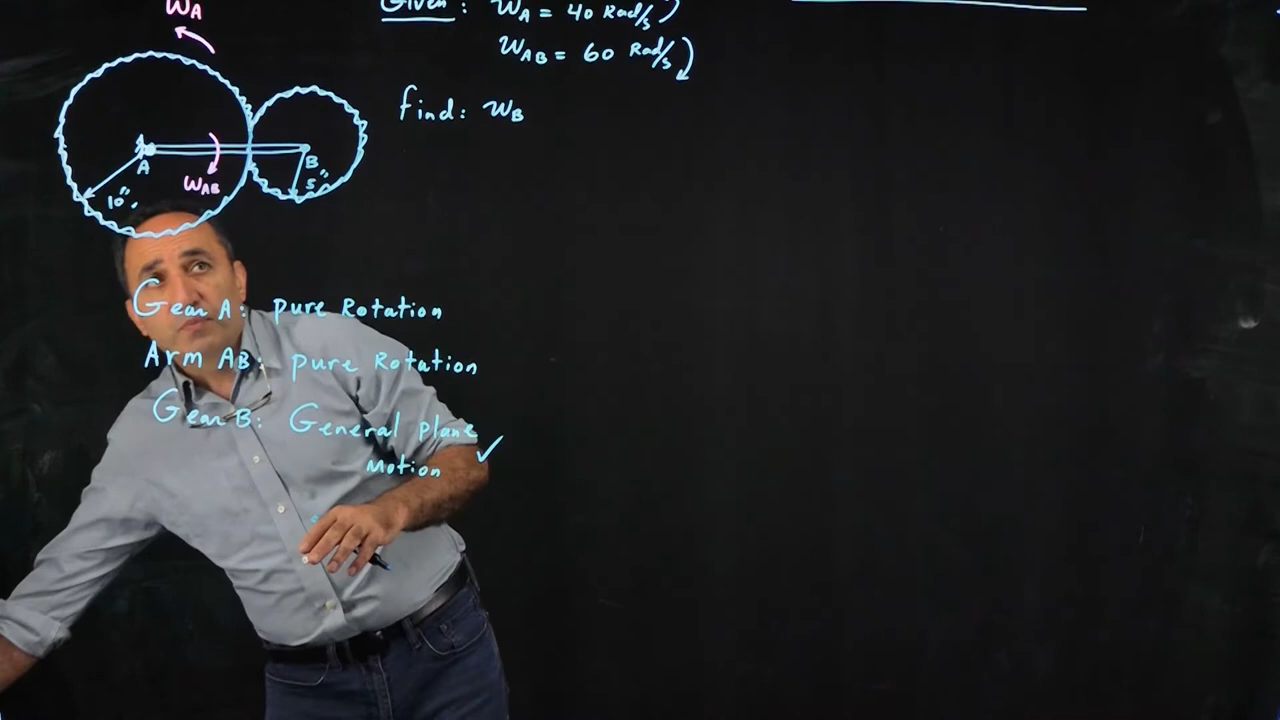 Given: ωA = 40 Rad/s
ωAB = 60 Rad/s
find: ωB
ωA
A
B
ωAB
10"
5"
Gear A: pure Rotation
Arm AB: pure Rotation
Gear B: General plane
Motion ✓